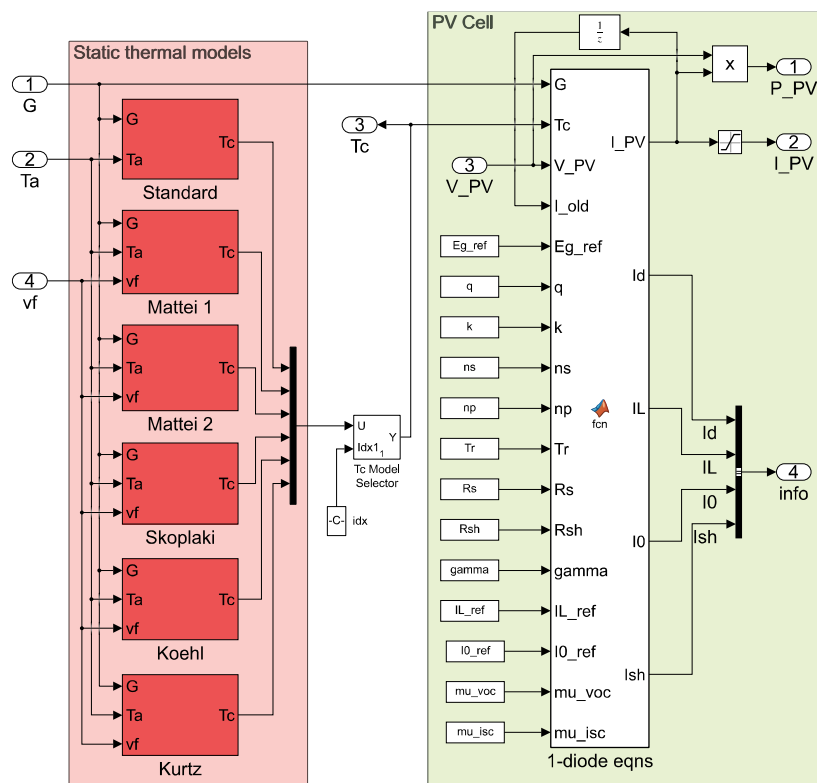 Static thermal models
1
G
2
Ta
4
vf
G
Ta
Tc
Standard
G
Ta
vf
Tc
Mattei 1
G
Ta
vf
Tc
Mattei 2
G
Ta
vf
Tc
Skoplaki
G
Ta
vf
Tc
Koehl
G
Ta
vf
Tc
Kurtz
U
Idx1 1
Y
Tc Model
Selector
-C-
idx
3
Tc
PV Cell
1
z
x
1
P_PV
2
I_PV
3
V_PV
G
Tc
V_PV
I_old
Eg_ref
Eg_ref
q
q
k
k
ns
ns
np
np
Tr
Tr
Rs
Rs
Rsh
Rsh
gamma
gamma
IL_ref
IL_ref
I0_ref
I0_ref
mu_voc
mu_voc
mu_isc
mu_isc
fcn
I_PV
Id
IL
I0
Ish
1-diode eqns
Id
IL
I0
Ish
4
info